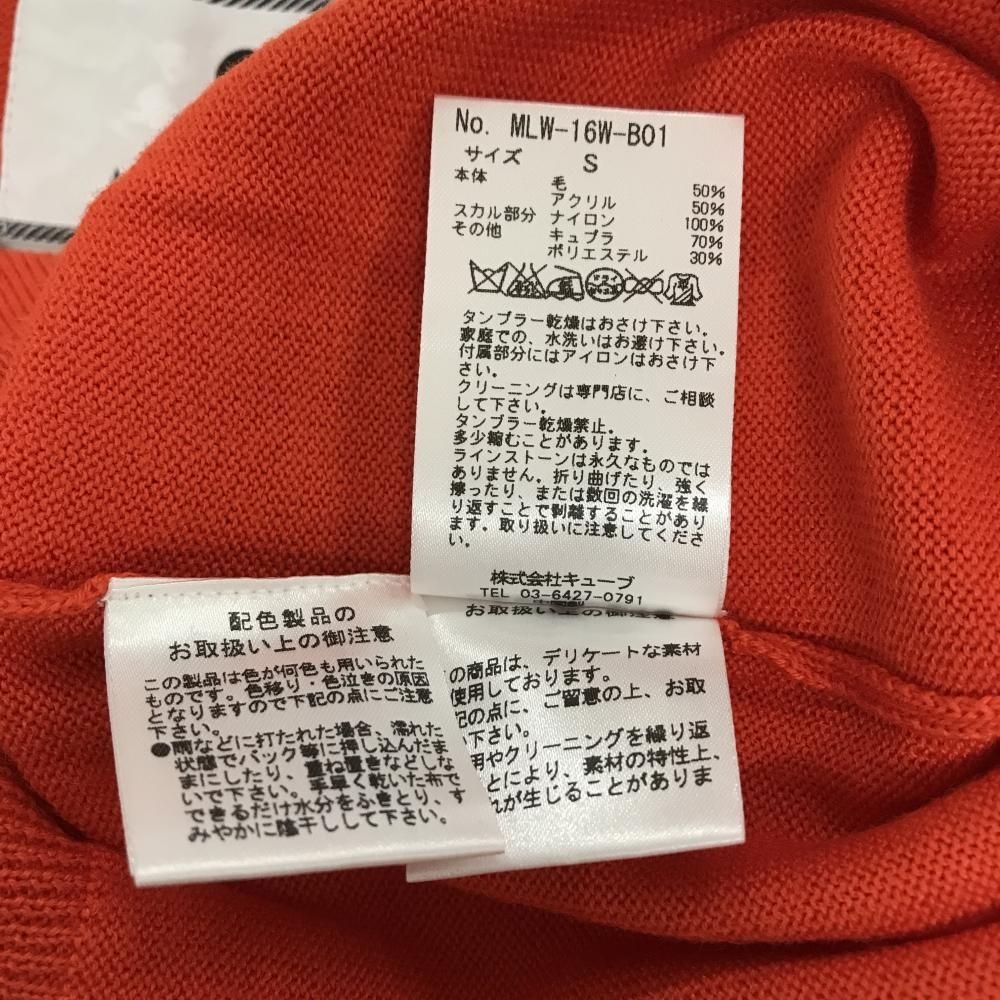 No. MLW-16W-B01
サイズ S
本体 毛 50%
アクリル 50%
スカル部分 ナイロン 100%
その他 キュプラ 70%
ポリエステル 30%
タンブラー乾燥はおさけ下さい。
家庭での、水洗いはお避け下さい。
付属部分にはアイロンはおさけ下
さい。
クリーニングは専門店に、ご相談
して下さい。
タンブラー乾燥禁止。
多少縮むことがあります。
ラインストーンは永久なものでは
ありません。折り曲げたり、強く
擦ったり、または数回の洗濯を繰
り返すことで剥離することがあり
ます。取り扱いに注意してくださ
い。
株式会社キューブ
TEL 03-6427-0791
配色製品の
お取扱い上の御注意
この製品は色が何色も用いられた
ものです。色移り・色泣きの原因
となりますので下記の点にご注意
下さい。
●雨などに打たれた場合、濡れた
状態でバック等に押し込んだま
まにしたり、重ね置きなどしな
いで下さい。手早く乾いた布で
できるだけ水分をふきとり、す
みやかに陰干しして下さい。
お取扱い上の御注意
の商品は、デリケートな素材
使用しております。
記の点に、ご留意の上、お取
下さい。
用やクリーニングを繰り返
とにより、素材の特性上、
れが生じることがありま